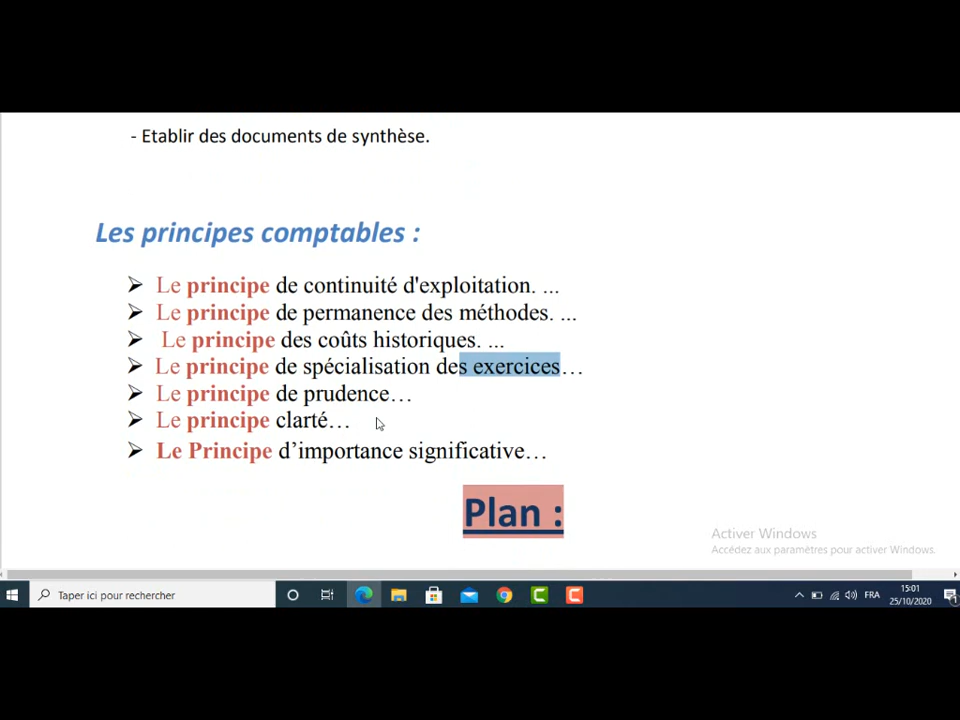 - Etablir des documents de synthèse.
Les principes comptables :
➢ Le principe de continuité d'exploitation. ...
➢ Le principe de permanence des méthodes. ...
➢ Le principe des coûts historiques. ...
➢ Le principe de spécialisation des exercices…
➢ Le principe de prudence…
➢ Le principe clarté…
➢ Le Principe d’importance significative…
Plan :
Activer Windows
Accédez aux paramètres pour activer Windows.
Taper ici pour rechercher
FRA
15:01
25/10/2020
1